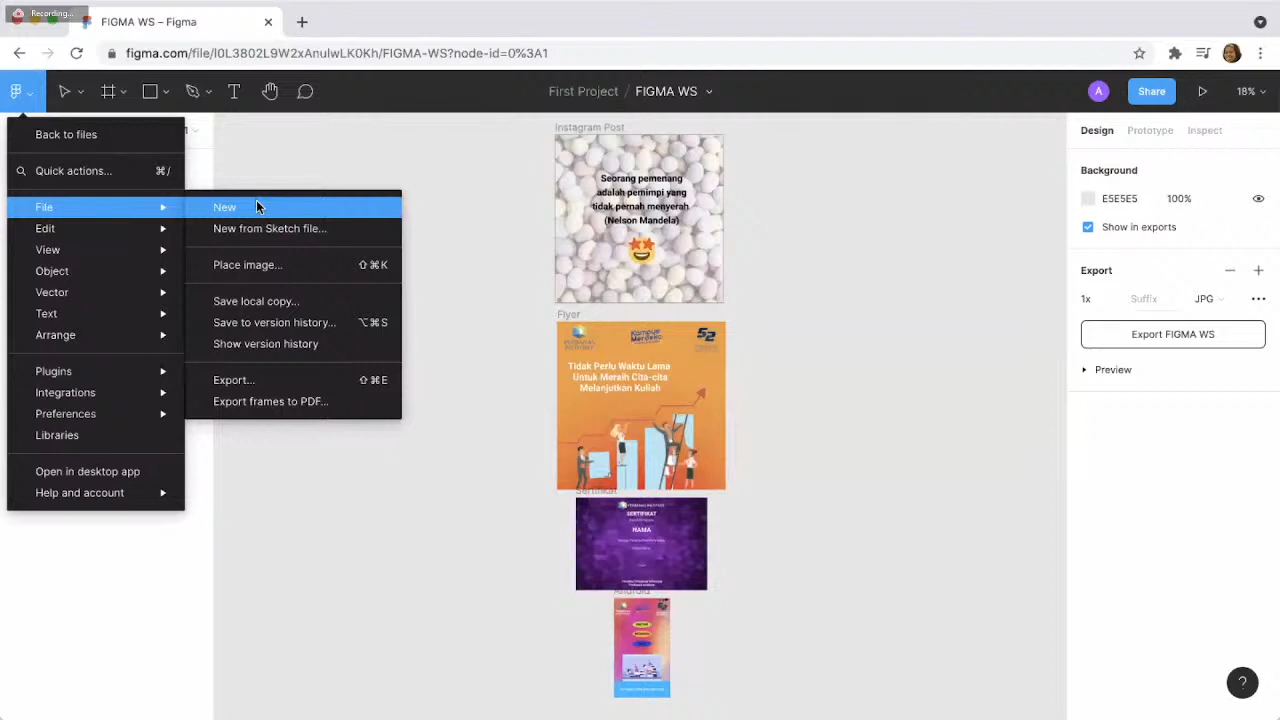 Recording...
FIGMA WS – Figma
figma.com/file/l0L3802L9W2xAnulwLK0Kh/FIGMA-WS?node-id=0%3A1
First Project / FIGMA WS
A
Share
18%
Back to files
Quick actions... ⌘/
File
Edit
View
Object
Vector
Text
Arrange
Plugins
Integrations
Preferences
Libraries
Open in desktop app
Help and account
New
New from Sketch file...
Place image... ⇧⌘K
Save local copy...
Save to version history... ⌥⌘S
Show version history
Export... ⇧⌘E
Export frames to PDF...
Instagram Post
Seorang pemenang
adalah pemimpi yang
tidak pernah menyerah
(Nelson Mandela)
Flyer
Kampus
Merdeka
52
Tidak Perlu Waktu Lama
Untuk Meraih Cita-cita
Melanjutkan Kuliah
Sertifikat
SERTIFIKAT
NAMA
Android
Design
Prototype
Inspect
Background
E5E5E5 100%
Show in exports
Export
1x Suffix JPG
Export FIGMA WS
Preview
?